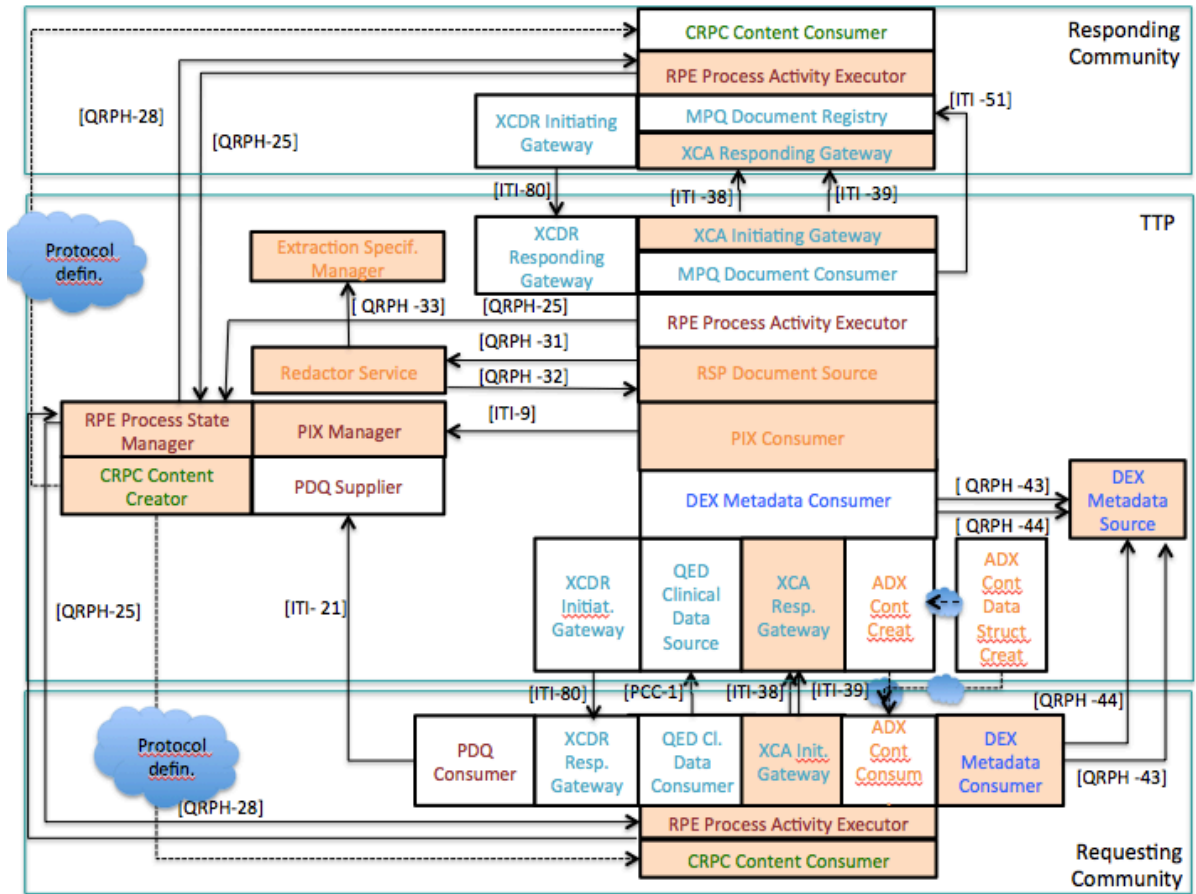 CRPC Content Consumer
Responding
Community
RPE Process Activity Executor
[QRPH-28]
[QRPH-25]
[ITI -51]
XCDR Initiating
Gateway
MPQ Document Registry
XCA Responding Gateway
[ITI-80]
[ITI-38]
[ITI-39]
TTP
Protocol
defin.
Extraction Specif.
Manager
XCDR
Responding
Gateway
XCA Initiating Gateway
MPQ Document Consumer
[ QRPH -33]
[QRPH-25]
RPE Process Activity Executor
[QRPH -31]
Redactor Service
[QRPH -32]
RSP Document Source
RPE Process State
Manager
PIX Manager
[ITI-9]
PIX Consumer
CRPC Content
Creator
PDQ Supplier
DEX Metadata Consumer
[ QRPH -43]
[ QRPH -44]
DEX
Metadata
Source
[QRPH-25]
[ITI- 21]
XCDR
Initiat.
Gateway
QED
Clinical
Data
Source
XCA
Resp.
Gateway
ADX
Cont
Creat
ADX
Cont
Data
Struct
Creat
[ITI-80]
[PCC-1]
[ITI-38]
[ITI-39]
[QRPH -44]
Protocol
defin.
PDQ
Consumer
XCDR
Resp.
Gateway
QED Cl.
Data
Consumer
XCA Init.
Gateway
ADX
Cont
Consum
DEX
Metadata
Consumer
[QRPH -43]
[QRPH-28]
RPE Process Activity Executor
CRPC Content Consumer
Requesting
Community